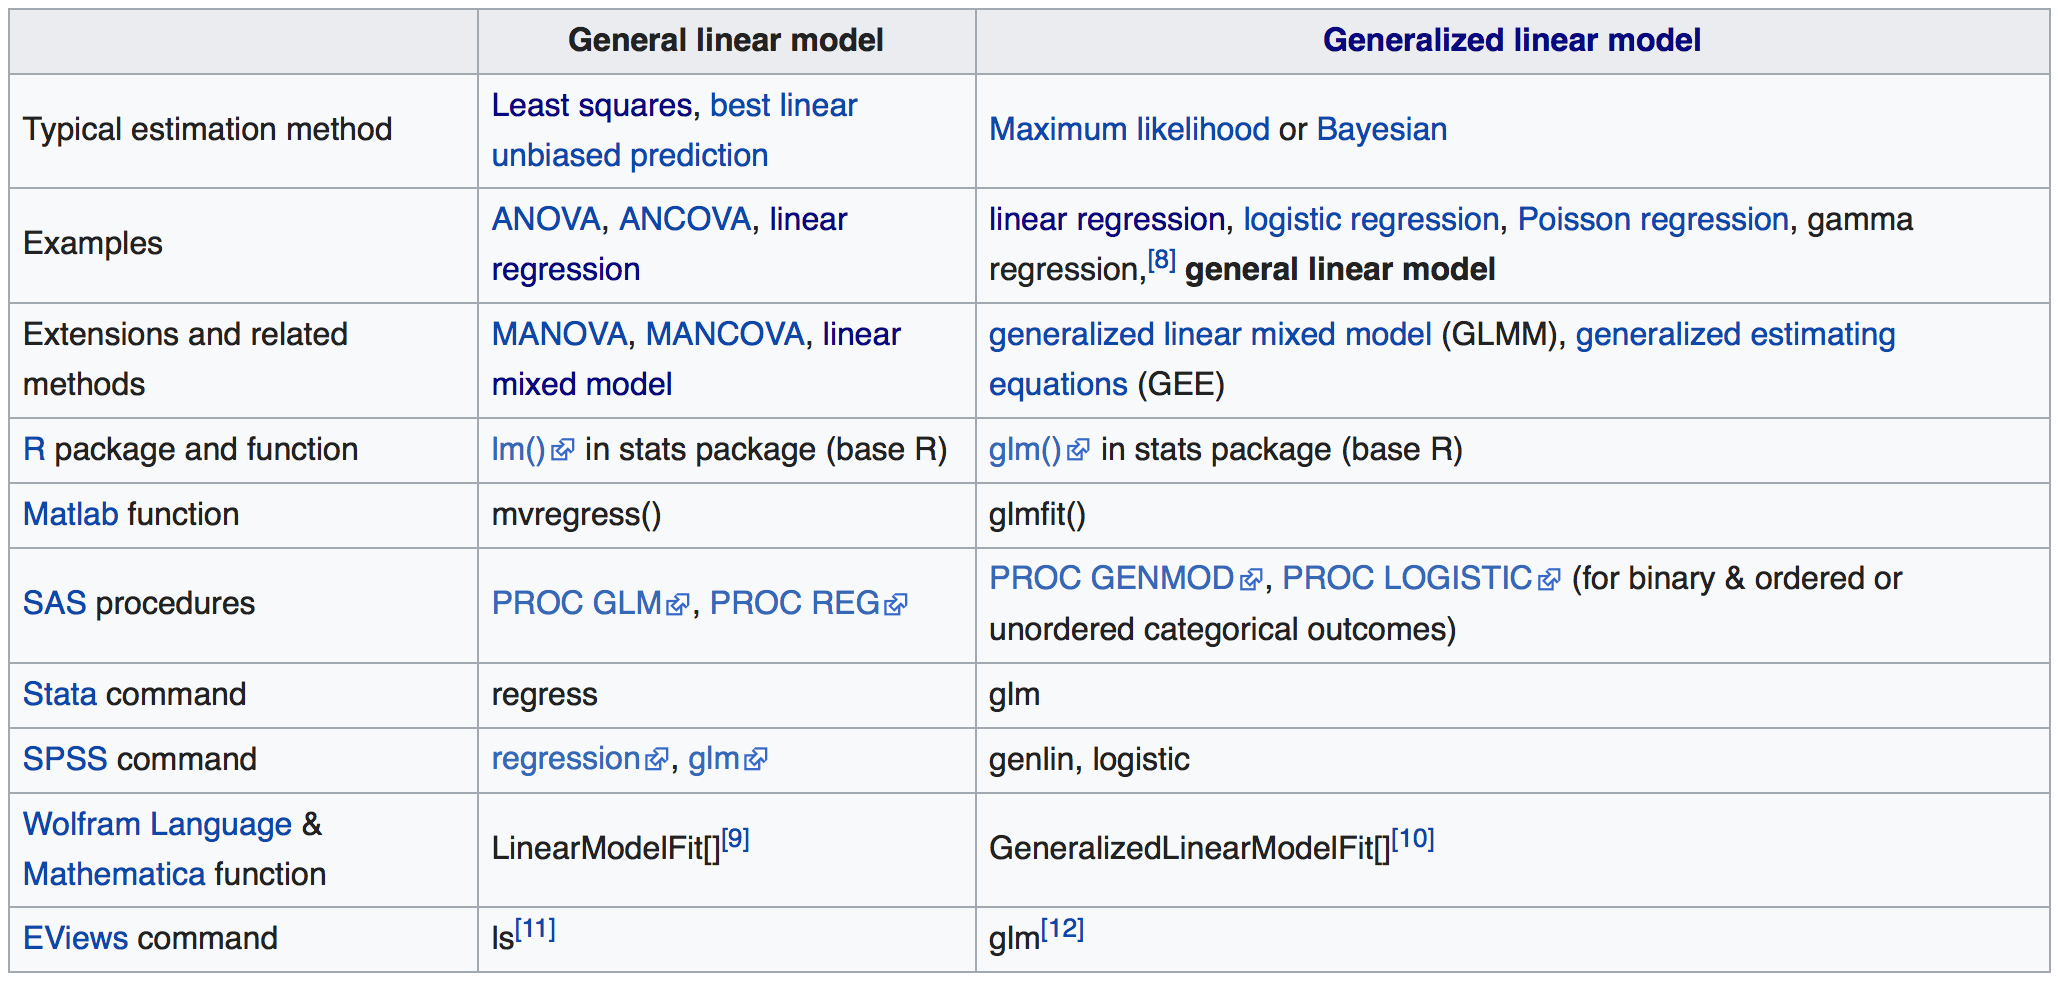 General linear model
Generalized linear model
Typical estimation method
Least squares, best linear
unbiased prediction
Maximum likelihood or Bayesian
Examples
ANOVA, ANCOVA, linear
regression
linear regression, logistic regression, Poisson regression, gamma
regression,[8] general linear model
Extensions and related
methods
MANOVA, MANCOVA, linear
mixed model
generalized linear mixed model (GLMM), generalized estimating
equations (GEE)
R package and function
lm() in stats package (base R)
glm() in stats package (base R)
Matlab function
mvregress()
glmfit()
SAS procedures
PROC GLM, PROC REG
PROC GENMOD, PROC LOGISTIC (for binary & ordered or
unordered categorical outcomes)
Stata command
regress
glm
SPSS command
regression, glm
genlin, logistic
Wolfram Language &
Mathematica function
LinearModelFit[][9]
GeneralizedLinearModelFit[][10]
EViews command
ls[11]
glm[12]